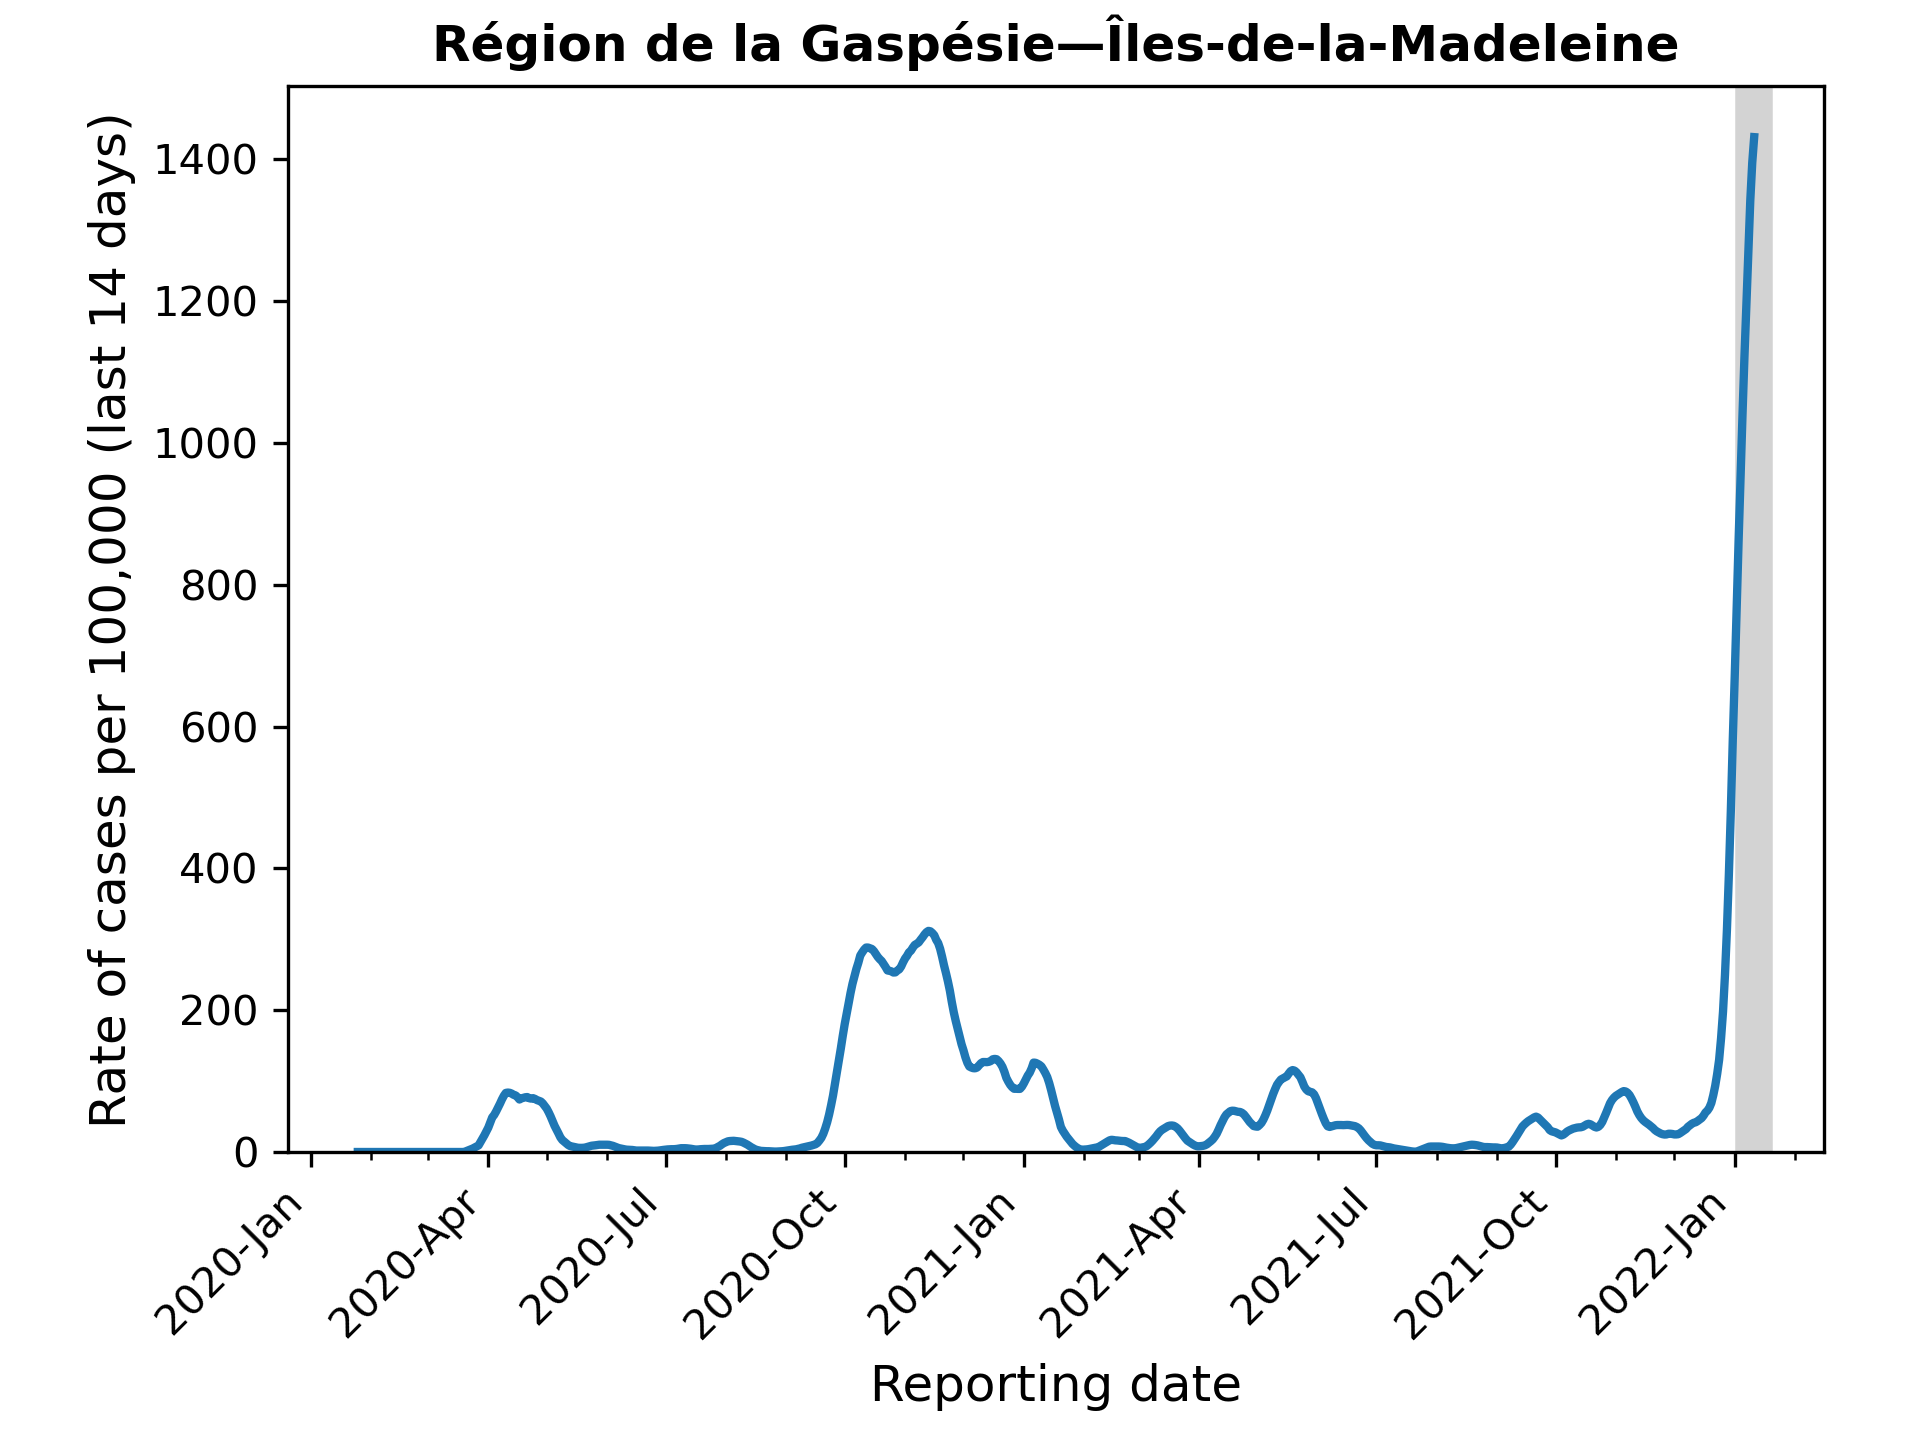 Région de la Gaspésie—Îles-de-la-Madeleine
Rate of cases per 100,000 (last 14 days)
1400
1200
1000
800
600
400
200
0
2020-Jan
2020-Apr
2020-Jul
2020-Oct
2021-Jan
2021-Apr
2021-Jul
2021-Oct
2022-Jan
Reporting date